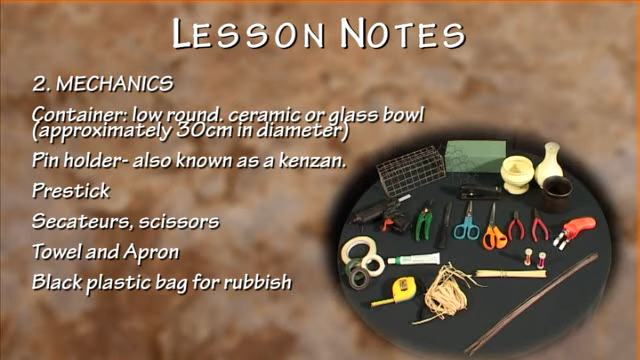 LESSON NOTES
2. MECHANICS
Container: low round. ceramic or glass bowl
(approximately 30cm in diameter)
Pin holder- also known as a kenzan.
Prestick
Secateurs, scissors
Towel and Apron
Black plastic bag for rubbish